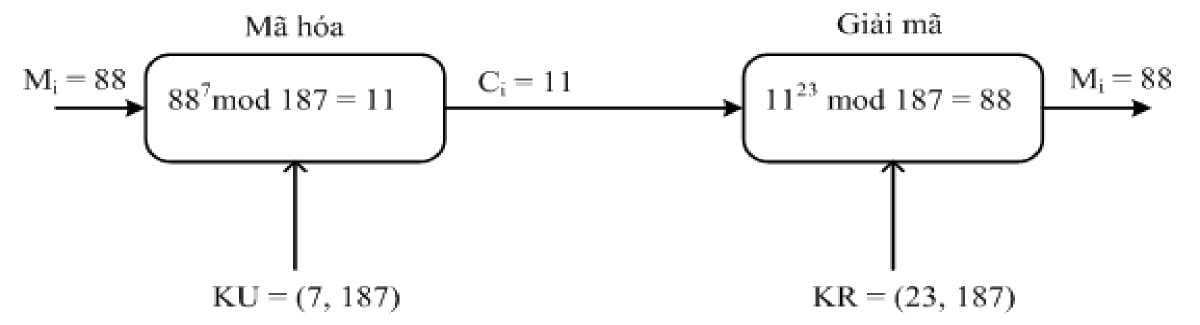 Mã hóa
Giải mã
Mᵢ = 88
88⁷mod 187 = 11
Cᵢ = 11
11²³ mod 187 = 88
Mᵢ = 88
KU = (7, 187)
KR = (23, 187)